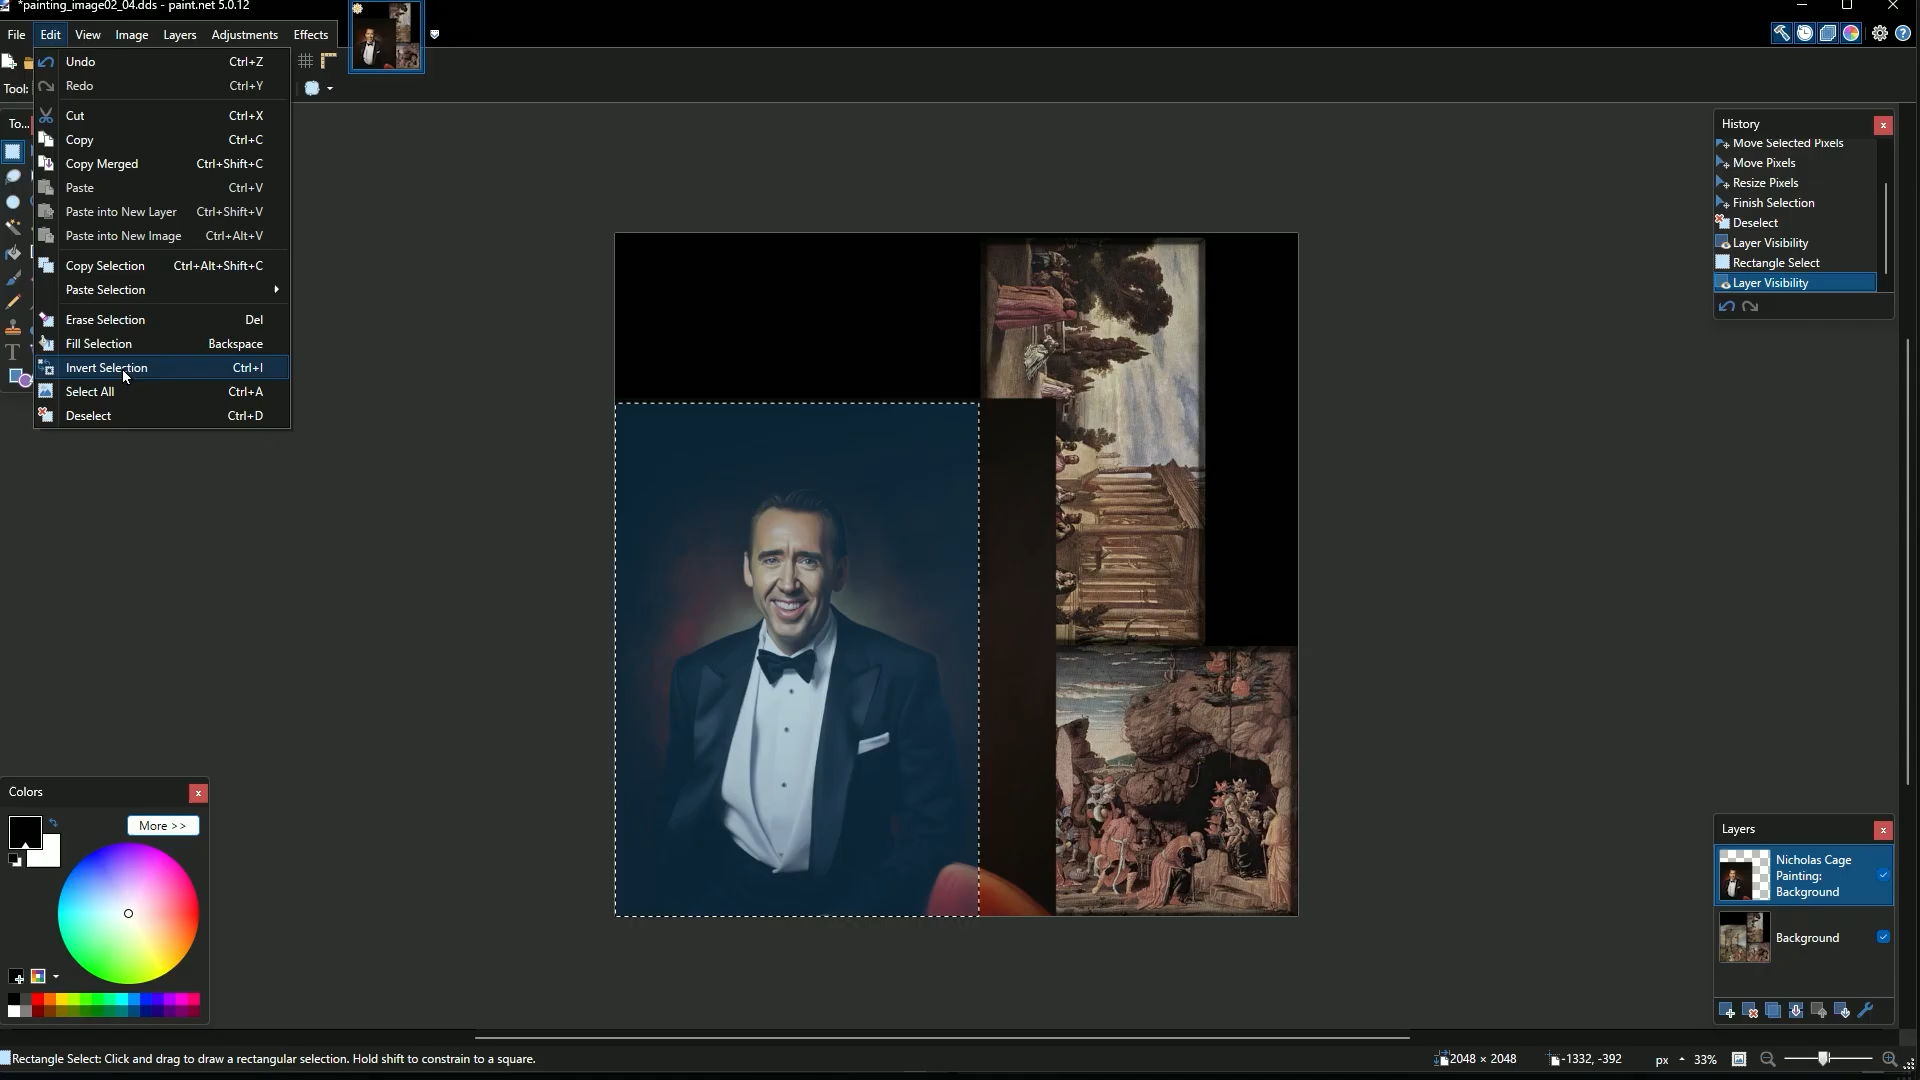 *painting_image02_04.dds - paint.net 5.0.12
File Edit View Image Layers Adjustments Effects
Tool:
To...
Undo Ctrl+Z
Redo Ctrl+Y
Cut Ctrl+X
Copy Ctrl+C
Copy Merged Ctrl+Shift+C
Paste Ctrl+V
Paste into New Layer Ctrl+Shift+V
Paste into New Image Ctrl+Alt+V
Copy Selection Ctrl+Alt+Shift+C
Paste Selection
Erase Selection Del
Fill Selection Backspace
Invert Selection Ctrl+I
Select All Ctrl+A
Deselect Ctrl+D
History
Move Selected Pixels
Move Pixels
Resize Pixels
Finish Selection
Deselect
Layer Visibility
Rectangle Select
Layer Visibility
Colors
More >>
Layers
Nicholas Cage
Painting:
Background
Background
Rectangle Select: Click and drag to draw a rectangular selection. Hold shift to constrain to a square.
2048 × 2048
-1332, -392
px
33%